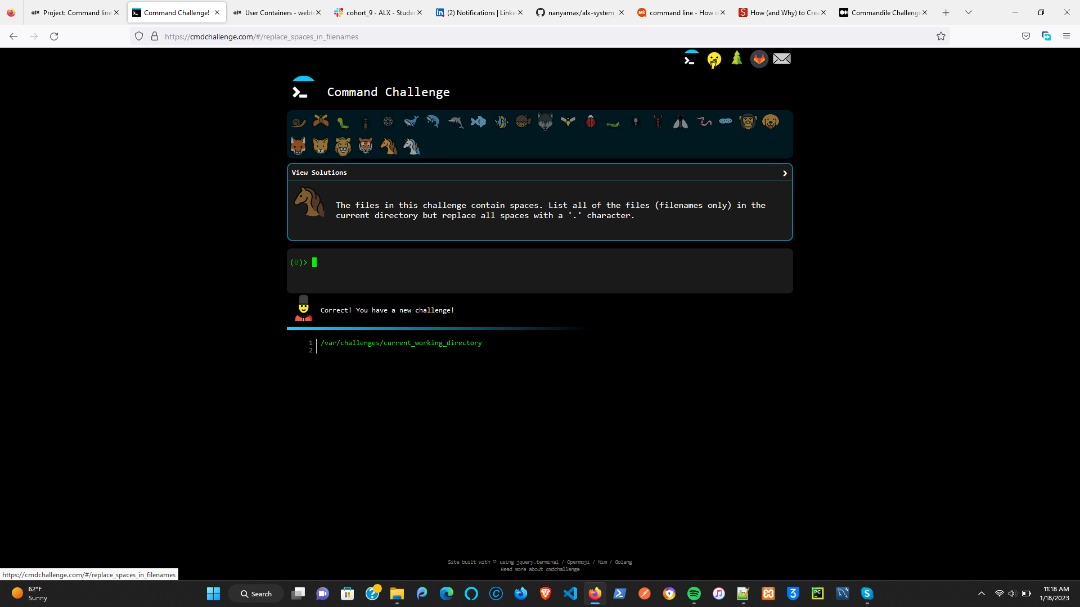 Project: Command line
Command Challenge!
User Containers - webt
cohort_9 - ALX - Stude
(2) Notifications | Linke
nanyamax/alx-system
command line - How
How (and Why) to Cre
Commandlie Challenge
https://cmdchallenge.com/#/replace_spaces_in_filenames
Command Challenge
View Solutions
The files in this challenge contain spaces. List all of the files (filenames only) in the
current directory but replace all spaces with a '.' character.
(0)>
Correct! You have a new challenge!
1 /var/challenges/current_working_directory
2
Site built with ♡ using jquery.terminal / Openmoji / Nim / Golang
Read more about cmdchallenge
https://cmdchallenge.com/#/replace_spaces_in_filenames
62°F
Sunny
Search
11:18 AM
1/18/2023